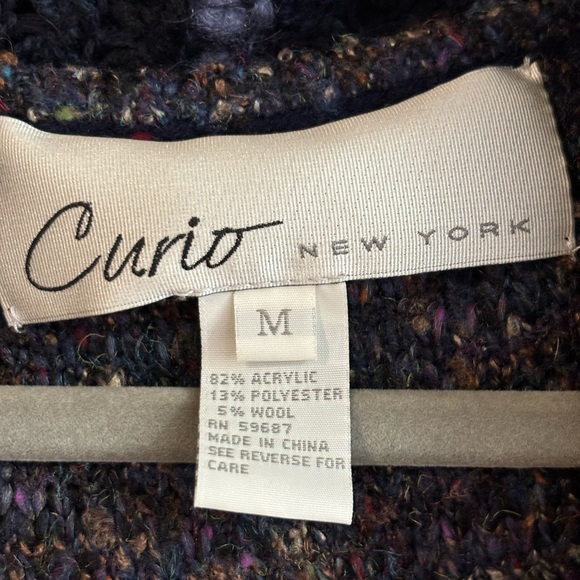 Curio NEW YORK
M
82% ACRYLIC
13% POLYESTER
5% WOOL
RN 59687
MADE IN CHINA
SEE REVERSE FOR
CARE